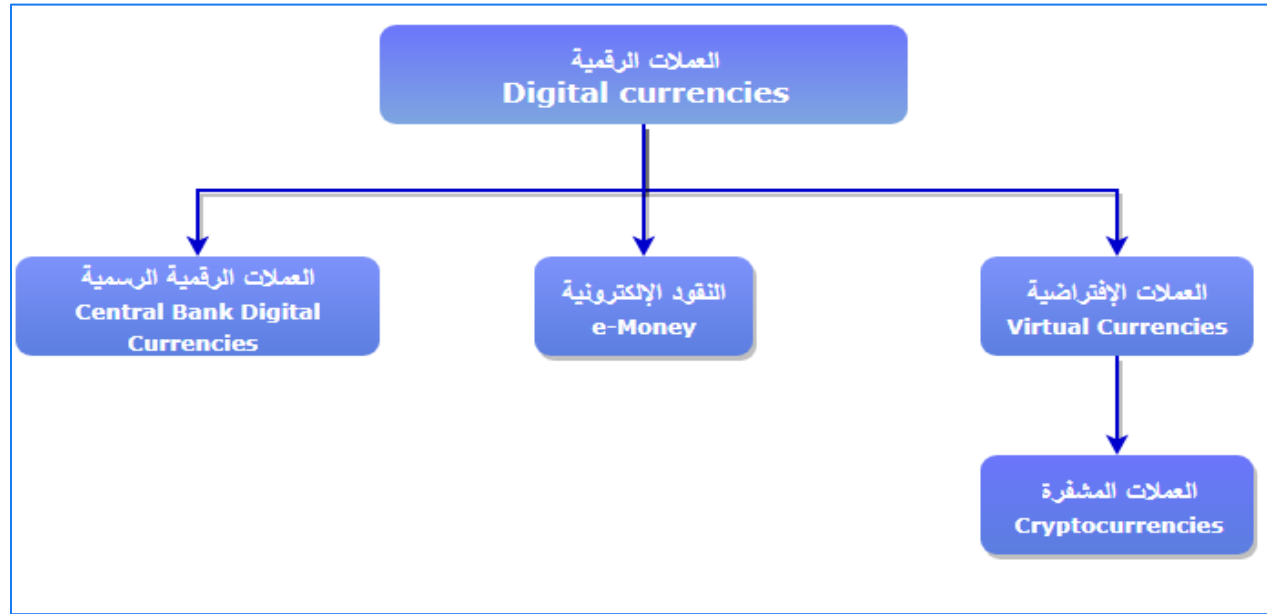 العملات الرقمية
Digital currencies
العملات الرقمية الرسمية
Central Bank Digital
Currencies
النقود الإلكترونية
e-Money
العملات الإفتراضية
Virtual Currencies
العملات المشفرة
Cryptocurrencies